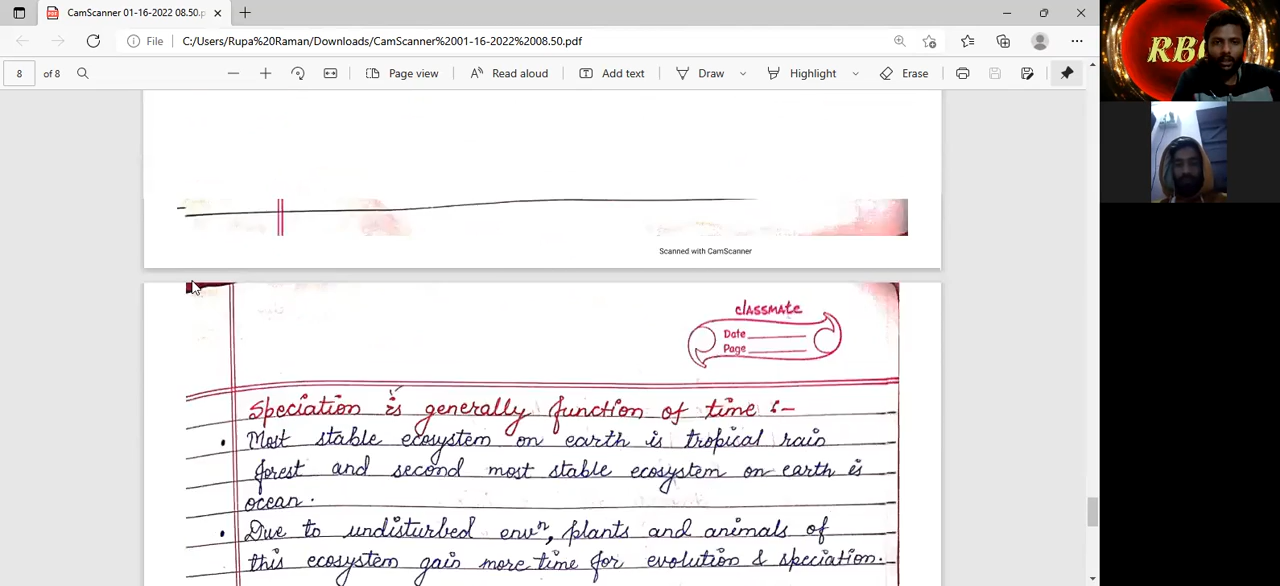 CamScanner 01-16-2022 08.50.p
File
C:/Users/Rupa%20Raman/Downloads/CamScanner%2001-16-2022%2008.50.pdf
8 of 8
Page view
Read aloud
Add text
Draw
Highlight
Erase
Scanned with CamScanner
classmate
Date
Page
Speciation is generally function of time :-
• Most stable ecosystem on earth is tropical rain
forest and second most stable ecosystem on earth is
ocean.
• Due to undisturbed envⁿ, plants and animals of
this ecosystem gain more time for evolution & speciation.